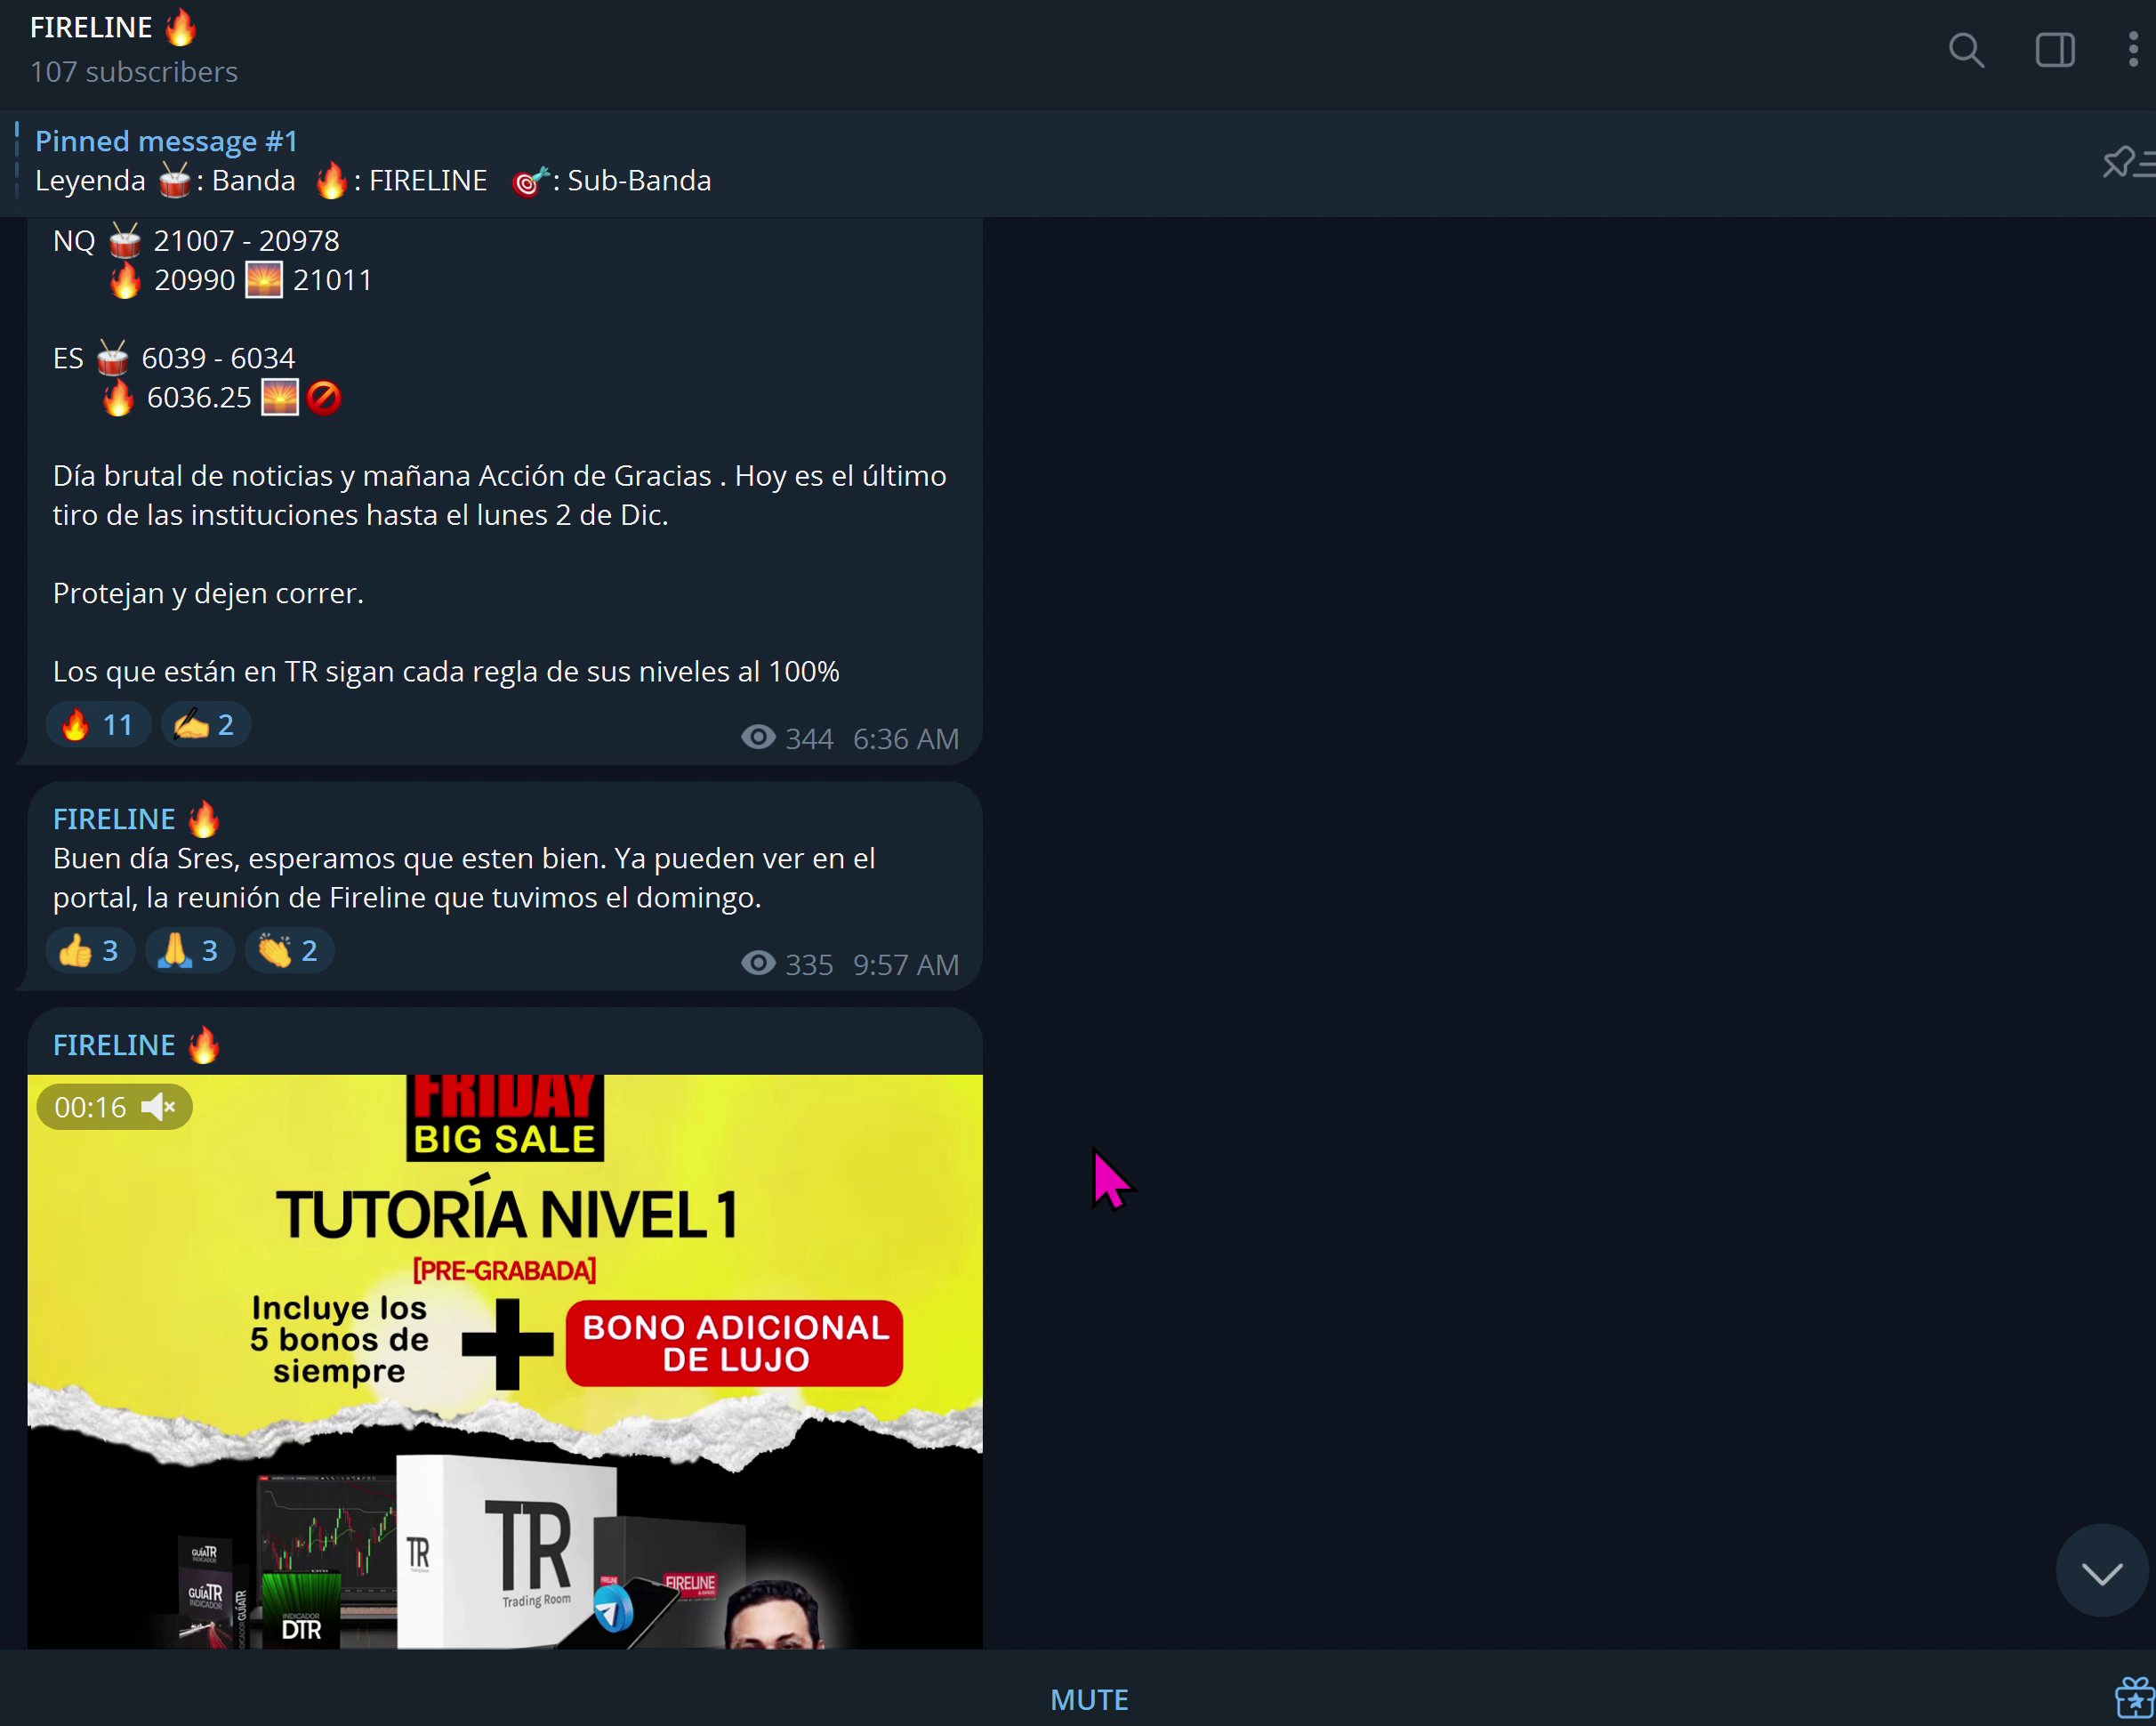 FIRELINE 🔥
107 subscribers
Pinned message #1
Leyenda 🥁: Banda 🔥: FIRELINE 🎯: Sub-Banda
NQ 🥁 21007 - 20978
🔥 20990 🌅 21011
ES 🥁 6039 - 6034
🔥 6036.25 🌅🚫
Día brutal de noticias y mañana Acción de Gracias . Hoy es el último
tiro de las instituciones hasta el lunes 2 de Dic.
Protejan y dejen correr.
Los que están en TR sigan cada regla de sus niveles al 100%
🔥 11 ✍️ 2
344 6:36 AM
FIRELINE 🔥
Buen día Sres, esperamos que esten bien. Ya pueden ver en el
portal, la reunión de Fireline que tuvimos el domingo.
👍 3 🙏 3 👏 2
335 9:57 AM
FIRELINE 🔥
00:16
FRIDAY
BIG SALE
TUTORÍA NIVEL 1
[PRE-GRABADA]
Incluye los
5 bonos de
siempre
BONO ADICIONAL
DE LUJO
TR
TR
Trading Room
GUÍATR
INDICADOR
GUÍATR
INDICADOR
GUÍATR
INDICADOR
DTR
FIRELINE
FIRELINE
MUTE